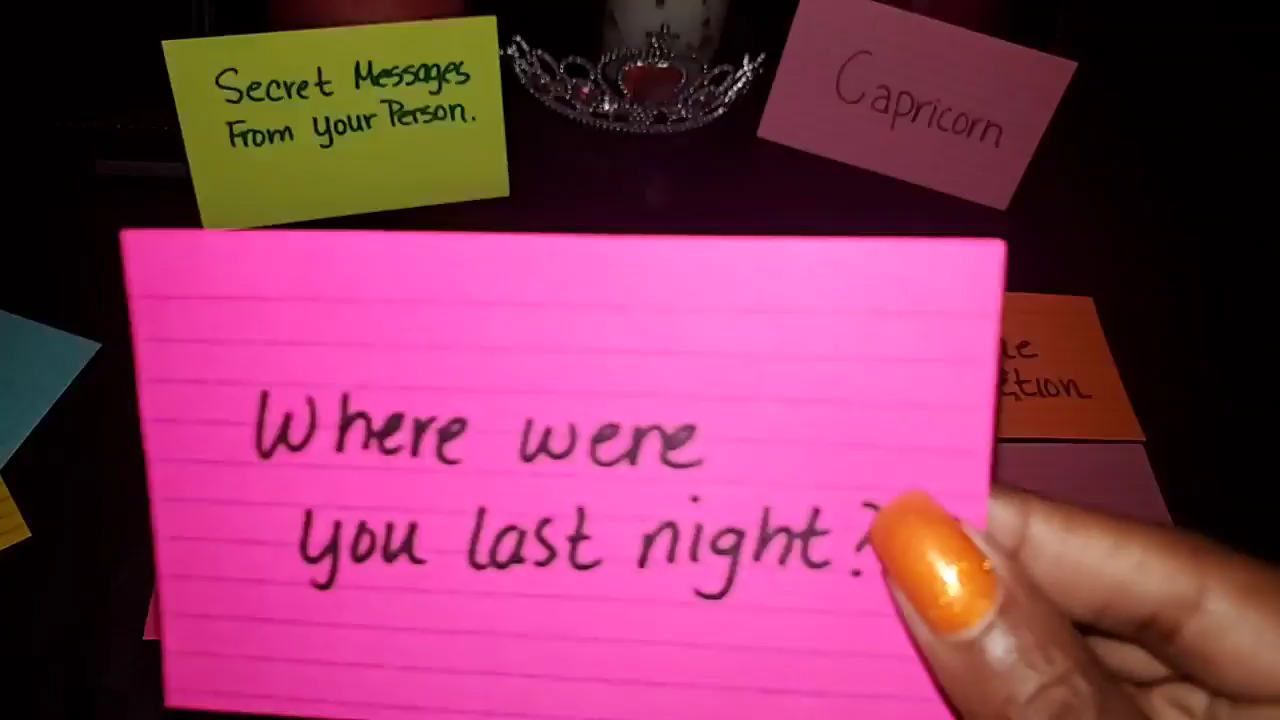 Secret Messages
From your Person.
Capricorn
Where were
you last night?